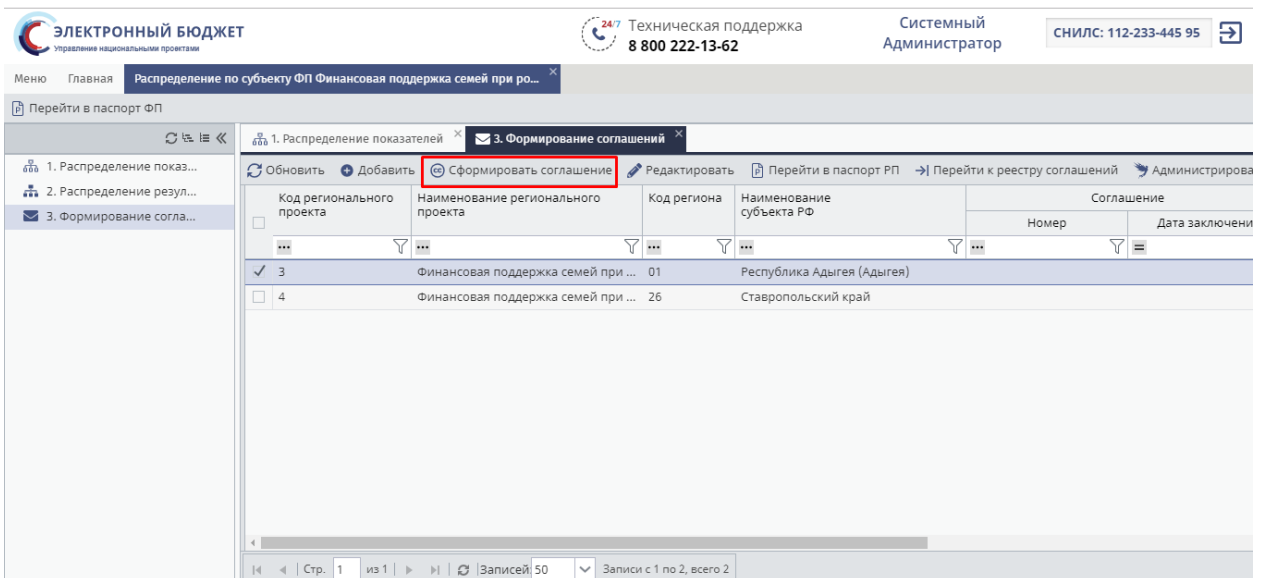 ЭЛЕКТРОННЫЙ БЮДЖЕТ
Управление национальными проектами
24/7
Техническая поддержка
8 800 222-13-62
Системный
Администратор
СНИЛС: 112-233-445 95
Меню Главная Распределение по субъекту ФП Финансовая поддержка семей при ро...
Перейти в паспорт ФП
1. Распределение показ...
2. Распределение резул...
3. Формирование согла...
1. Распределение показателей 3. Формирование соглашений
Обновить Добавить Сформировать соглашение Редактировать Перейти в паспорт РП Перейти к реестру соглашений Администрирова
Код регионального
проекта
Наименование регионального
проекта
Код региона
Наименование
субъекта РФ
Соглашение
Номер
Дата заключени
3 Финансовая поддержка семей при ... 01 Республика Адыгея (Адыгея)
4 Финансовая поддержка семей при ... 26 Ставропольский край
Стр. 1 из 1 Записей: 50 Записи с 1 по 2, всего 2